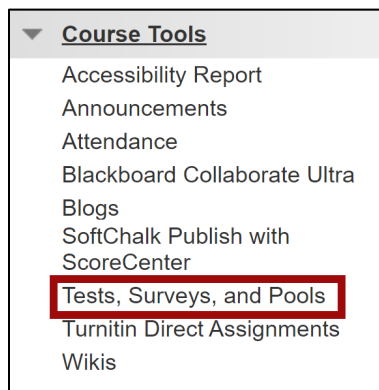 Course Tools
Accessibility Report
Announcements
Attendance
Blackboard Collaborate Ultra
Blogs
SoftChalk Publish with
ScoreCenter
Tests, Surveys, and Pools
Turnitin Direct Assignments
Wikis